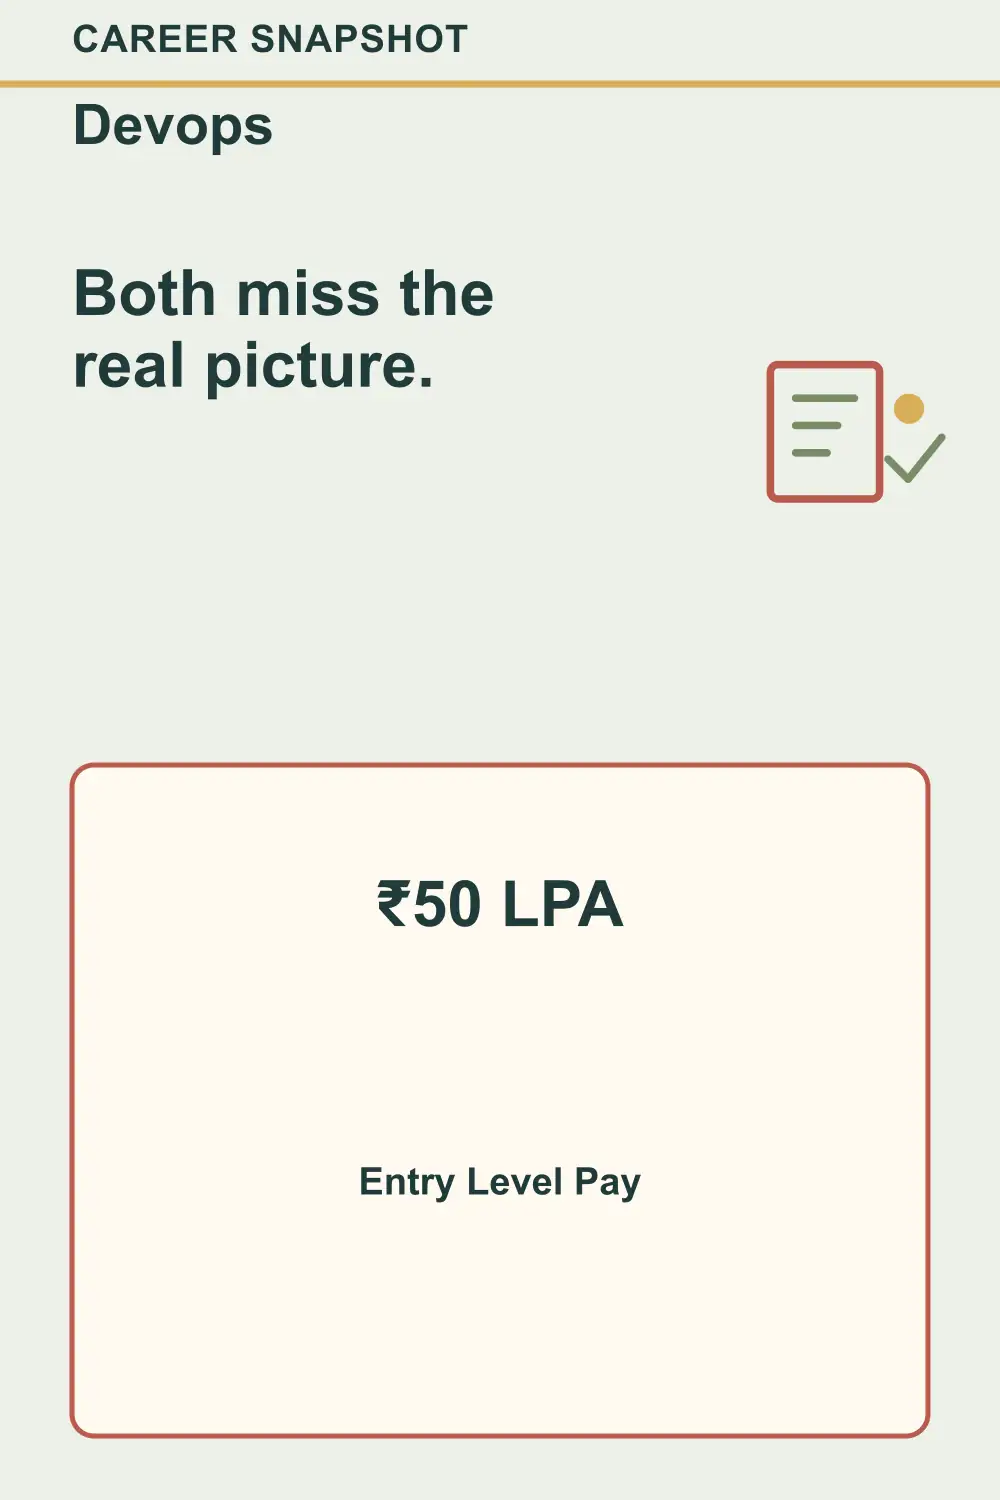 CAREER SNAPSHOT
Devops
Both miss the
real picture.
₹50 LPA
Entry Level Pay